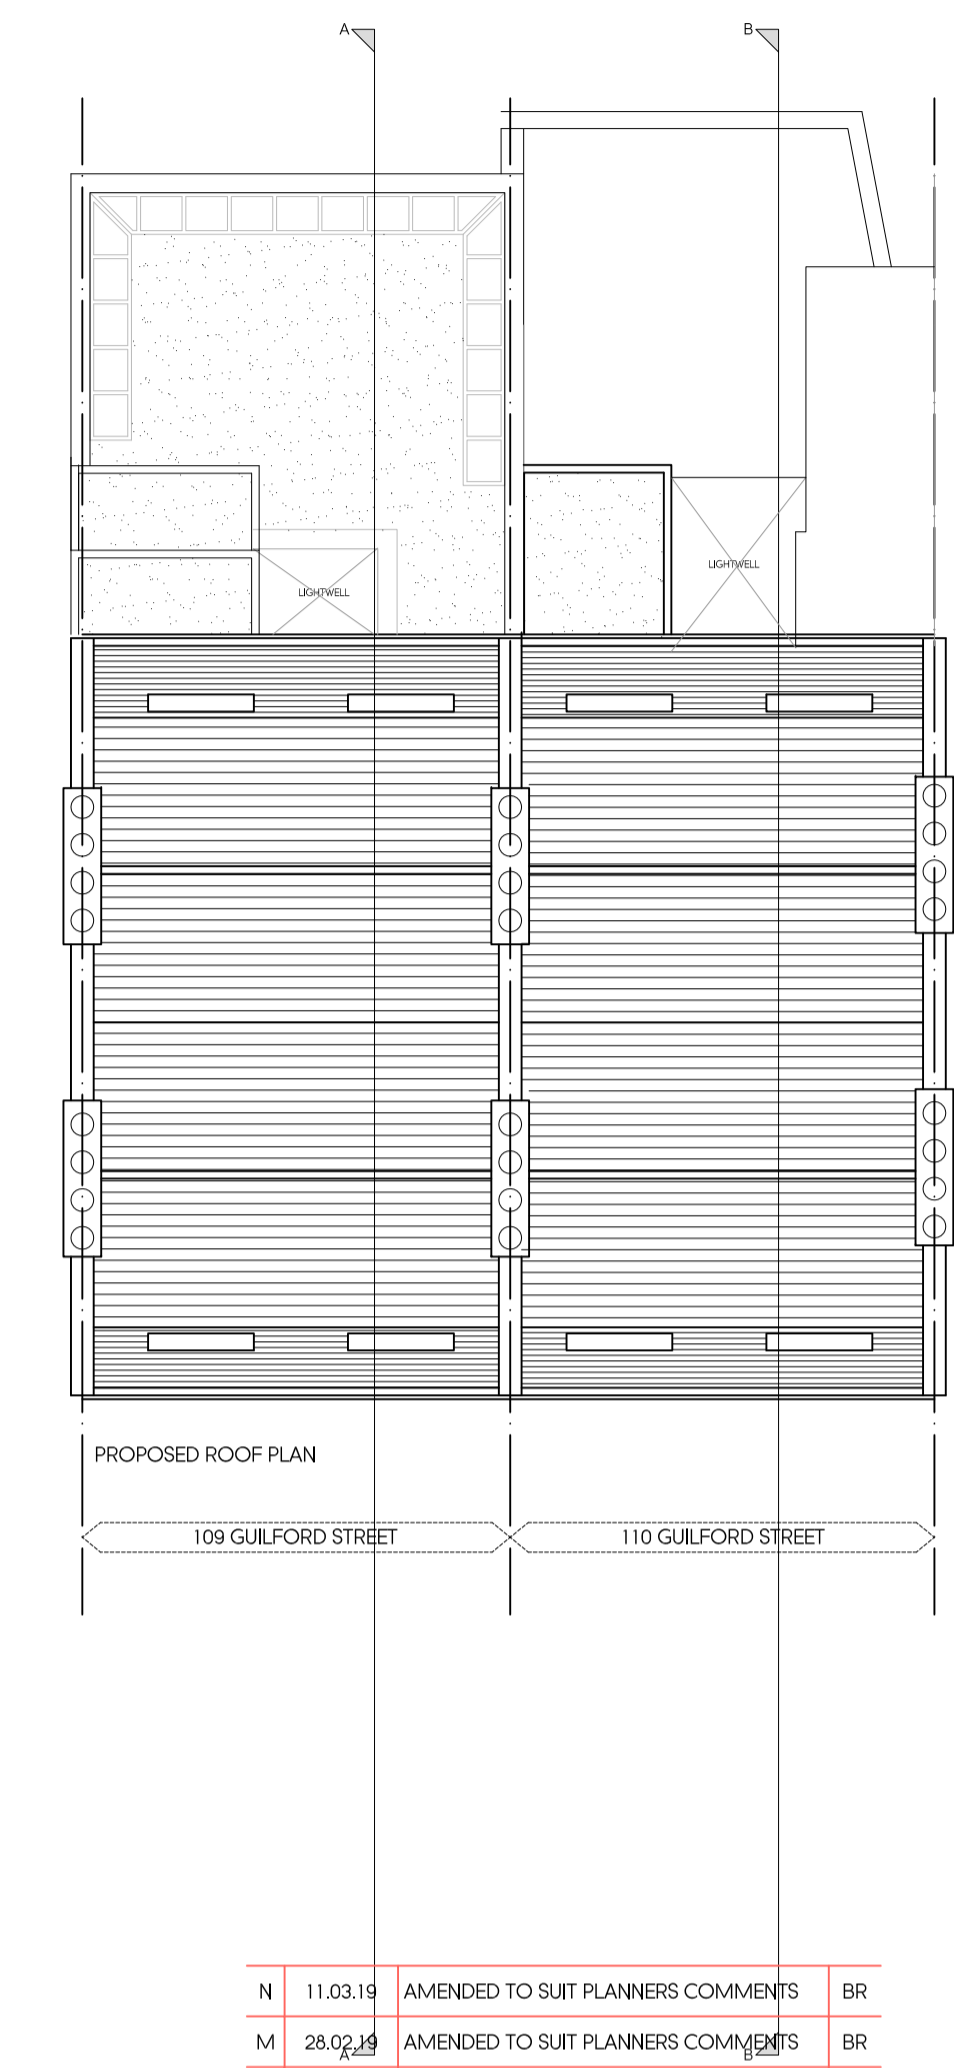 A B
LIGHTWELL
LIGHTWELL
PROPOSED ROOF PLAN
109 GUILFORD STREET 110 GUILFORD STREET
N 11.03.19 AMENDED TO SUIT PLANNERS COMMENTS BR
M 28.02.19 AMENDED TO SUIT PLANNERS COMMENTS BR
A B